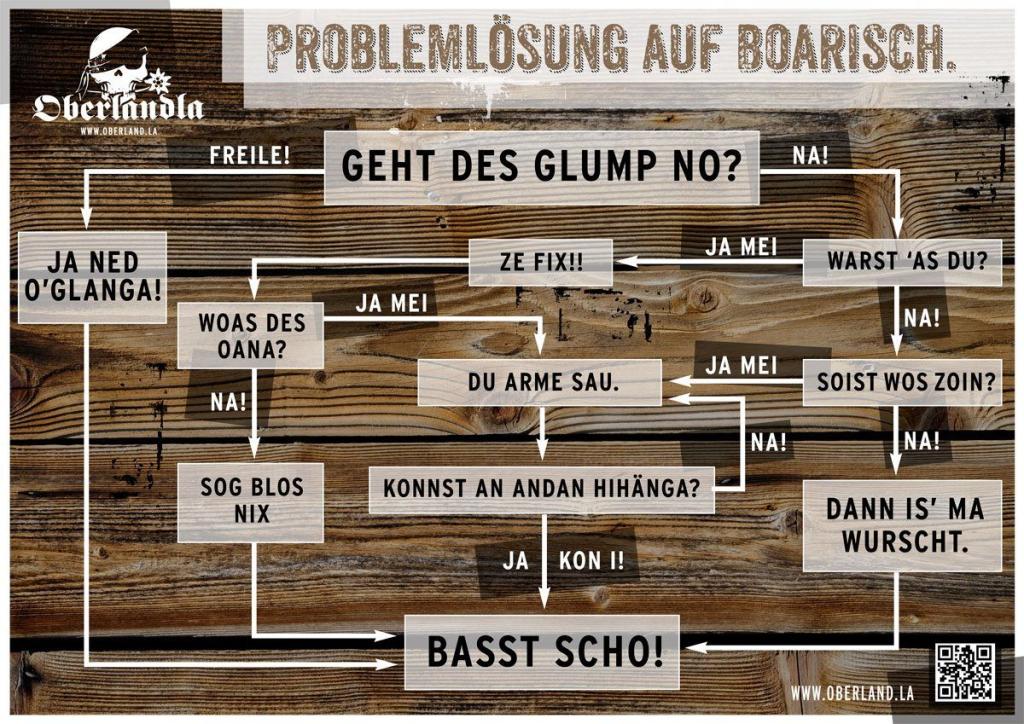 PROBLEMLÖSUNG AUF BOARISCH.
Oberlandla
WWW.OBERLAND.LA
FREILE!
GEHT DES GLUMP NO?
NA!
JA NED
O'GLANGA!
ZE FIX!!
JA MEI
WARST 'AS DU?
WOAS DES
OANA?
JA MEI
NA!
DU ARME SAU.
JA MEI
SOIST WOS ZOIN?
NA!
NA!
NA!
SOG BLOS
NIX
KONNST AN ANDAN HIHÄNGA?
DANN IS' MA
WURSCHT.
JA KON I!
BASST SCHO!
WWW.OBERLAND.LA